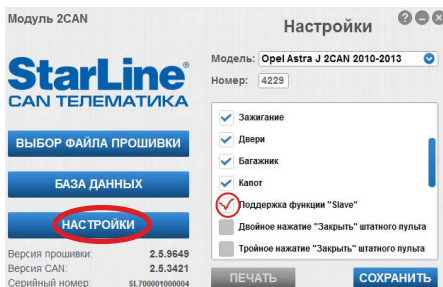 Модуль 2CAN
StarLine®
CAN ТЕЛЕМАТИКА
ВЫБОР ФАЙЛА ПРОШИВКИ
БАЗА ДАННЫХ
НАСТРОЙКИ
Версия прошивки: 2.5.9649
Версия CAN: 2.5.3421
Серийный номер: SL700001000004
Настройки
Модель: Opel Astra J 2CAN 2010-2013
Номер: 4229
Зажигание
Двери
Багажник
Капот
Поддержка функции "Slave"
Двойное нажатие "Закрыть" штатного пульта
Тройное нажатие "Закрыть" штатного пульта
ПЕЧАТЬ
СОХРАНИТЬ